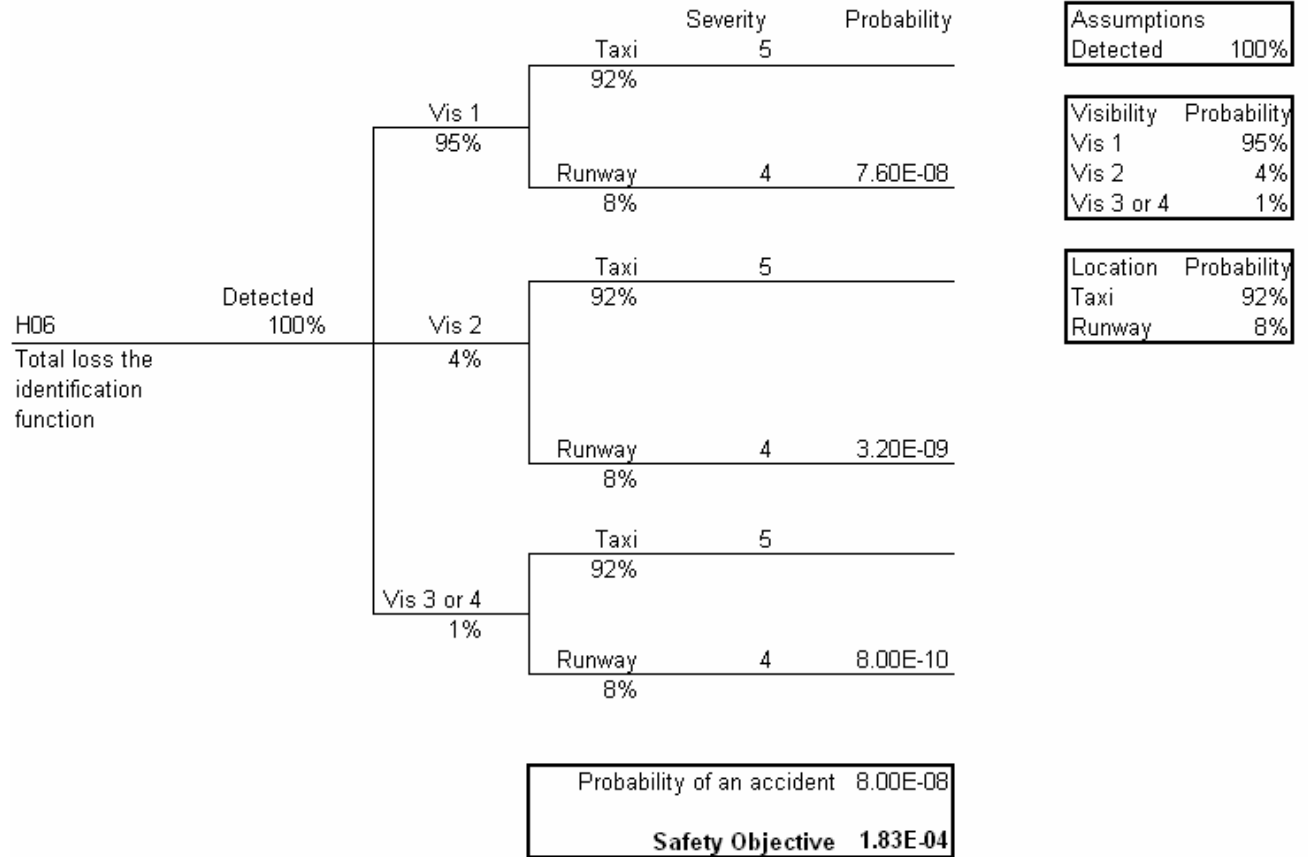 Severity Probability
Taxi 5
92%
Vis 1
95%
Runway 4 7.60E-08
8%
Taxi 5
92%
Detected
H06 100% Vis 2
Total loss the 4%
identification
function
Runway 4 3.20E-09
8%
Taxi 5
92%
Vis 3 or 4
1%
Runway 4 8.00E-10
8%
Probability of an accident 8.00E-08
Safety Objective 1.83E-04
Assumptions
Detected 100%
Visibility Probability
Vis 1 95%
Vis 2 4%
Vis 3 or 4 1%
Location Probability
Taxi 92%
Runway 8%